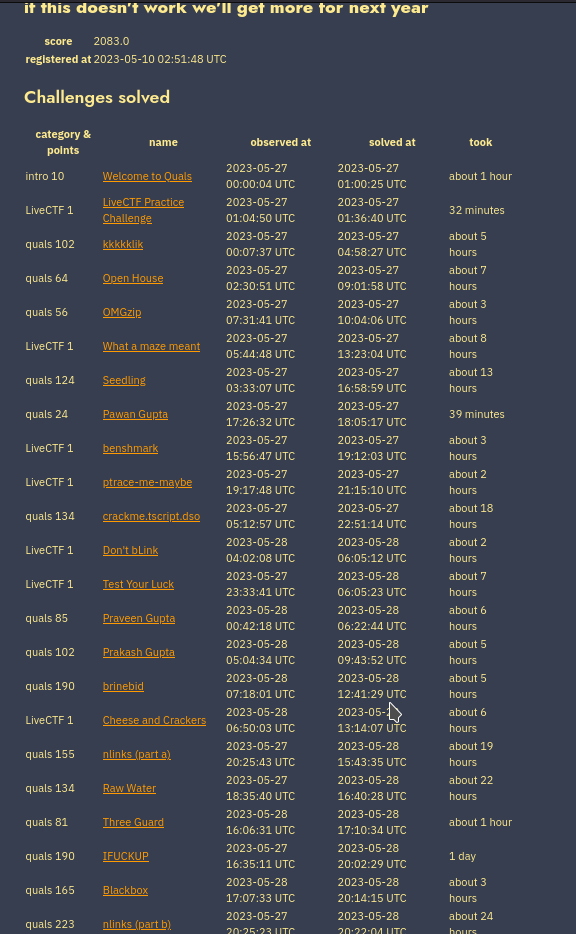 if this doesn't work we'll get more for next year
score 2083.0
registered at 2023-05-10 02:51:48 UTC
Challenges solved
category & points name observed at solved at took
intro 10 Welcome to Quals 2023-05-27 00:00:04 UTC 2023-05-27 01:00:25 UTC about 1 hour
LiveCTF 1 LiveCTF Practice Challenge 2023-05-27 01:04:50 UTC 2023-05-27 01:36:40 UTC 32 minutes
quals 102 kkkkklik 2023-05-27 00:07:37 UTC 2023-05-27 04:58:27 UTC about 5 hours
quals 64 Open House 2023-05-27 02:30:51 UTC 2023-05-27 09:01:58 UTC about 7 hours
quals 56 OMGzip 2023-05-27 07:31:41 UTC 2023-05-27 10:04:06 UTC about 3 hours
LiveCTF 1 What a maze meant 2023-05-27 05:44:48 UTC 2023-05-27 13:23:04 UTC about 8 hours
quals 124 Seedling 2023-05-27 03:33:07 UTC 2023-05-27 16:58:59 UTC about 13 hours
quals 24 Pawan Gupta 2023-05-27 17:26:32 UTC 2023-05-27 18:05:17 UTC 39 minutes
LiveCTF 1 benshmark 2023-05-27 15:56:47 UTC 2023-05-27 19:12:03 UTC about 3 hours
LiveCTF 1 ptrace-me-maybe 2023-05-27 19:17:48 UTC 2023-05-27 21:15:10 UTC about 2 hours
quals 134 crackme.tscript.dso 2023-05-27 05:12:57 UTC 2023-05-27 22:51:14 UTC about 18 hours
LiveCTF 1 Don't bLink 2023-05-28 04:02:08 UTC 2023-05-28 06:05:12 UTC about 2 hours
LiveCTF 1 Test Your Luck 2023-05-27 23:33:41 UTC 2023-05-28 06:05:23 UTC about 7 hours
quals 85 Praveen Gupta 2023-05-28 00:42:18 UTC 2023-05-28 06:22:44 UTC about 6 hours
quals 102 Prakash Gupta 2023-05-28 05:04:34 UTC 2023-05-28 09:43:52 UTC about 5 hours
quals 190 brinebid 2023-05-28 07:18:01 UTC 2023-05-28 12:41:29 UTC about 5 hours
LiveCTF 1 Cheese and Crackers 2023-05-28 06:50:03 UTC 2023-05-2 13:14:07 UTC about 6 hours
quals 155 nlinks (part a) 2023-05-27 20:25:43 UTC 2023-05-28 15:43:35 UTC about 19 hours
quals 134 Raw Water 2023-05-27 18:35:40 UTC 2023-05-28 16:40:28 UTC about 22 hours
quals 81 Three Guard 2023-05-28 16:06:31 UTC 2023-05-28 17:10:34 UTC about 1 hour
quals 190 IFUCKUP 2023-05-27 16:35:11 UTC 2023-05-28 20:02:29 UTC 1 day
quals 165 Blackbox 2023-05-28 17:07:33 UTC 2023-05-28 20:14:15 UTC about 3 hours
quals 223 nlinks (part b) 2023-05-27 20:25:23 UTC 2023-05-28 20:22:04 UTC about 24 hours